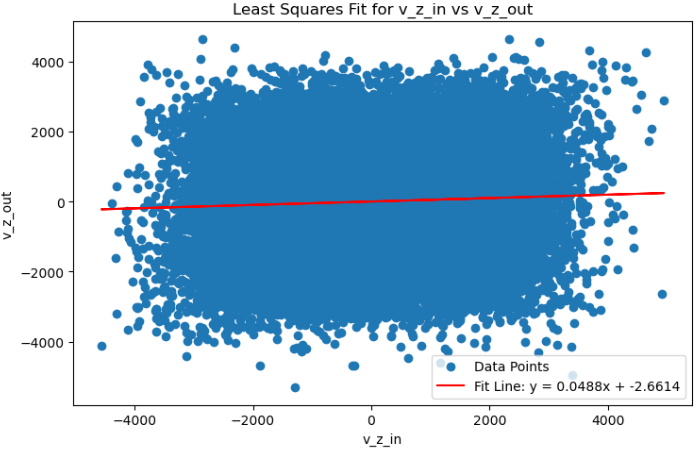 Least Squares Fit for v_z_in vs v_z_out
v_z_out
4000
2000
0
−2000
−4000
Data Points
Fit Line: y = 0.0488x + -2.6614
−4000 −2000 0 2000 4000
v_z_in